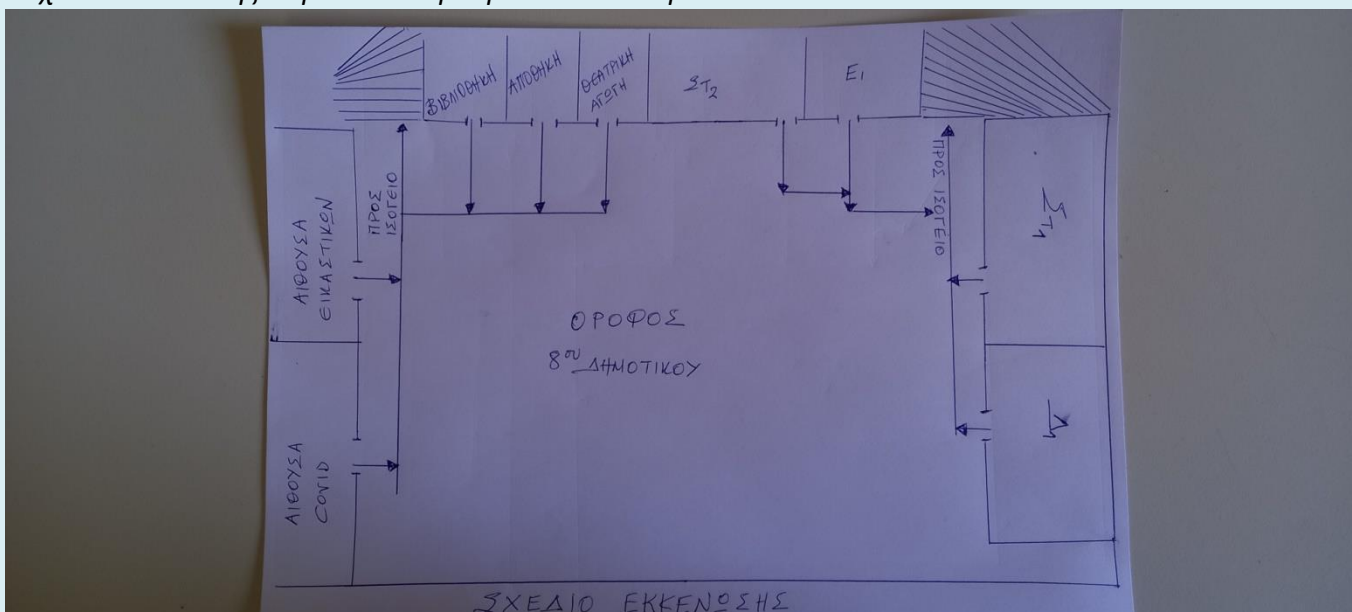 ΒΙΒΛΙΟΘΗΚΗ
ΑΠΟΘΗΚΗ
ΘΕΑΤΡΙΚΗ
ΑΓΩΓΗ
ΣΤ2
Ε1
ΠΡΟΣ
ΙΣΟΓΕΙΟ
ΠΡΟΣ ΙΣΟΓΕΙΟ
ΑΙΘΟΥΣΑ
ΕΙΚΑΣΤΙΚΩΝ
ΣΤ1
ΟΡΟΦΟΣ
8ου ΔΗΜΟΤΙΚΟΥ
Δ1
ΑΙΘΟΥΣΑ
COVID
ΣΧΕΔΙΟ ΕΚΚΕΝΩΣΗΣ